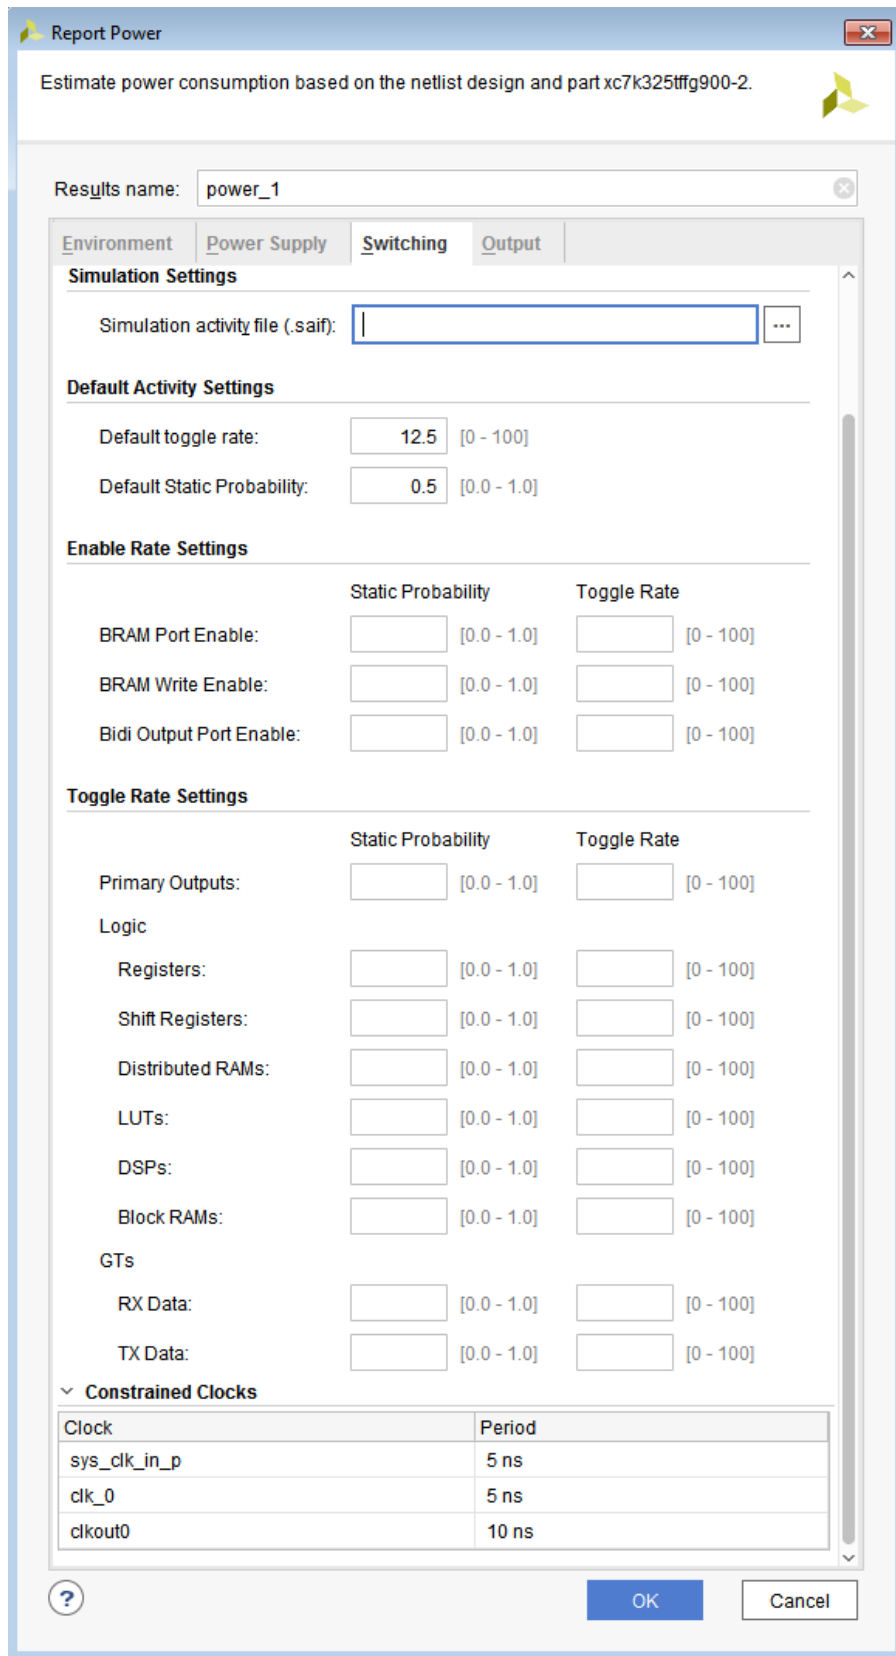 Report Power
Estimate power consumption based on the netlist design and part xc7k325tffg900-2.
Results name: power_1
Environment Power Supply Switching Output
Simulation Settings
Simulation activity file (.saif): ...
Default Activity Settings
Default toggle rate: 12.5 [0 - 100]
Default Static Probability: 0.5 [0.0 - 1.0]
Enable Rate Settings
Static Probability Toggle Rate
BRAM Port Enable: [0.0 - 1.0] [0 - 100]
BRAM Write Enable: [0.0 - 1.0] [0 - 100]
Bidi Output Port Enable: [0.0 - 1.0] [0 - 100]
Toggle Rate Settings
Static Probability Toggle Rate
Primary Outputs: [0.0 - 1.0] [0 - 100]
Logic
Registers: [0.0 - 1.0] [0 - 100]
Shift Registers: [0.0 - 1.0] [0 - 100]
Distributed RAMs: [0.0 - 1.0] [0 - 100]
LUTs: [0.0 - 1.0] [0 - 100]
DSPs: [0.0 - 1.0] [0 - 100]
Block RAMs: [0.0 - 1.0] [0 - 100]
GTs
RX Data: [0.0 - 1.0] [0 - 100]
TX Data: [0.0 - 1.0] [0 - 100]
Constrained Clocks
Clock Period
sys_clk_in_p 5 ns
clk_0 5 ns
clkout0 10 ns
? OK Cancel